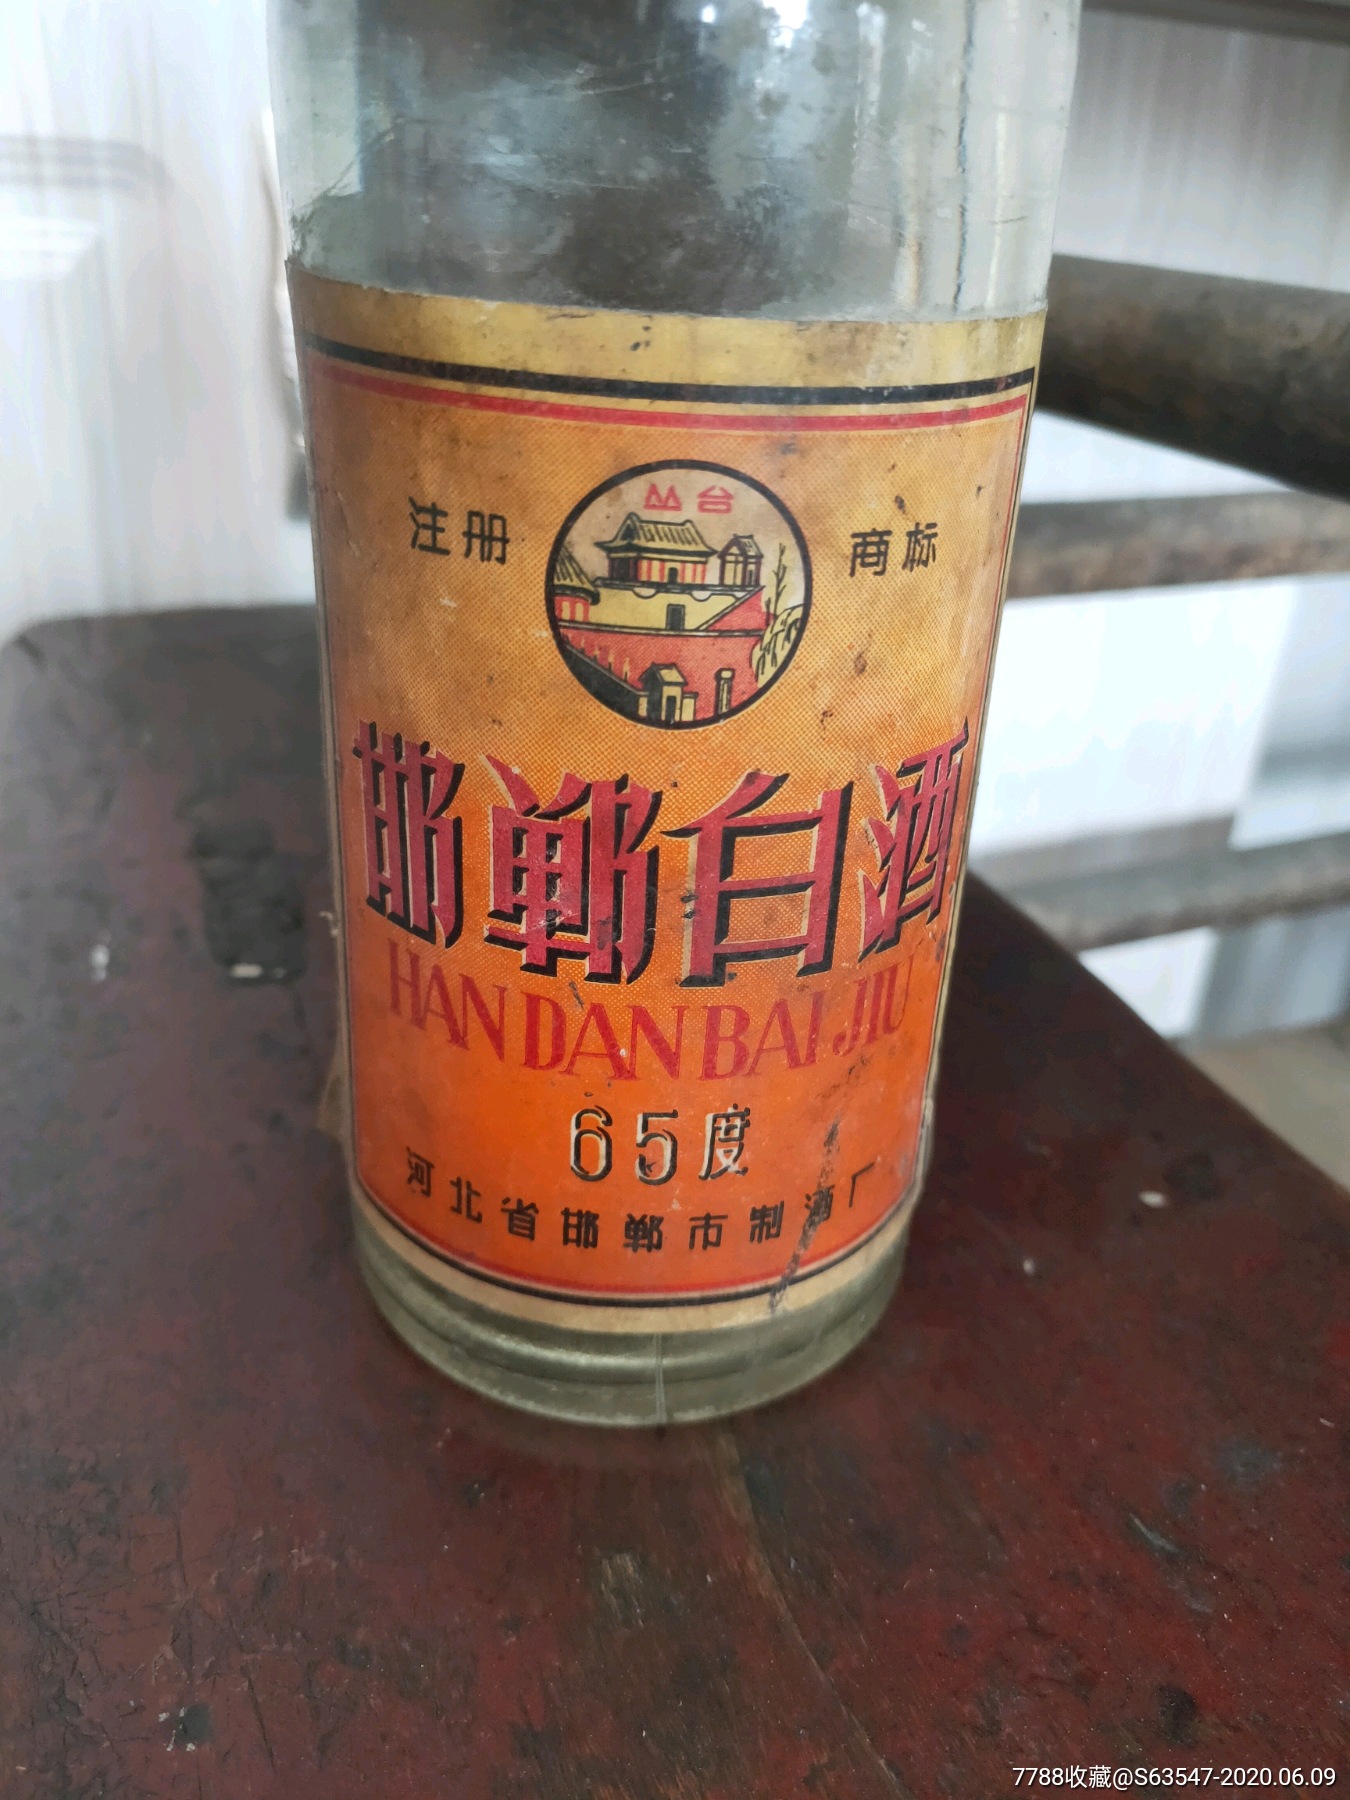 丛台
注册 商标
邯郸白酒
HAN DAN BAI JIU
65度
河北省邯郸市制酒厂
7788收藏@S63547-2020.06.09